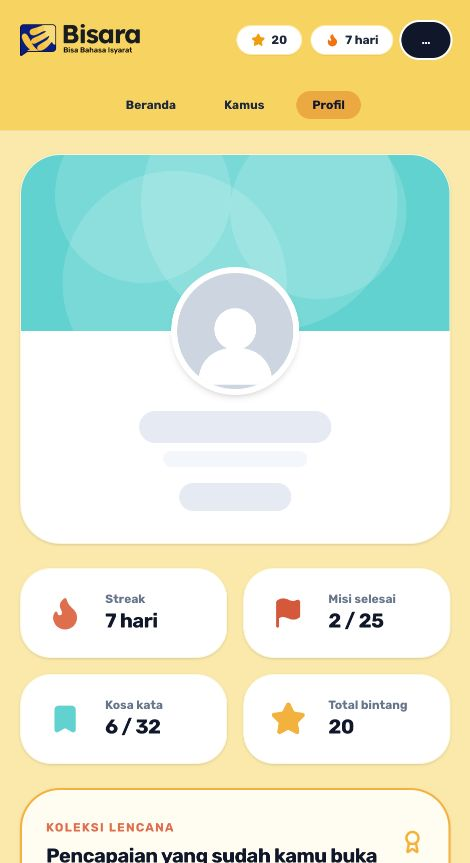 Bisara
Bisa Bahasa Isyarat
20
7 hari
...
Beranda
Kamus
Profil
Streak
7 hari
Misi selesai
2 / 25
Kosa kata
6 / 32
Total bintang
20
KOLEKSI LENCANA
Pencapaian yang sudah kamu buka